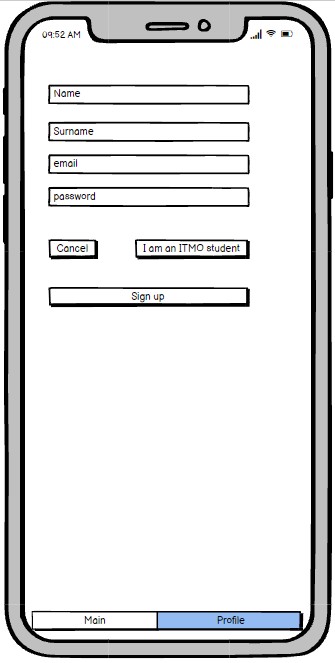 09:52 AM
Name
Surname
email
password
Cancel
I am an ITMO student
Sign up
Main
Profile